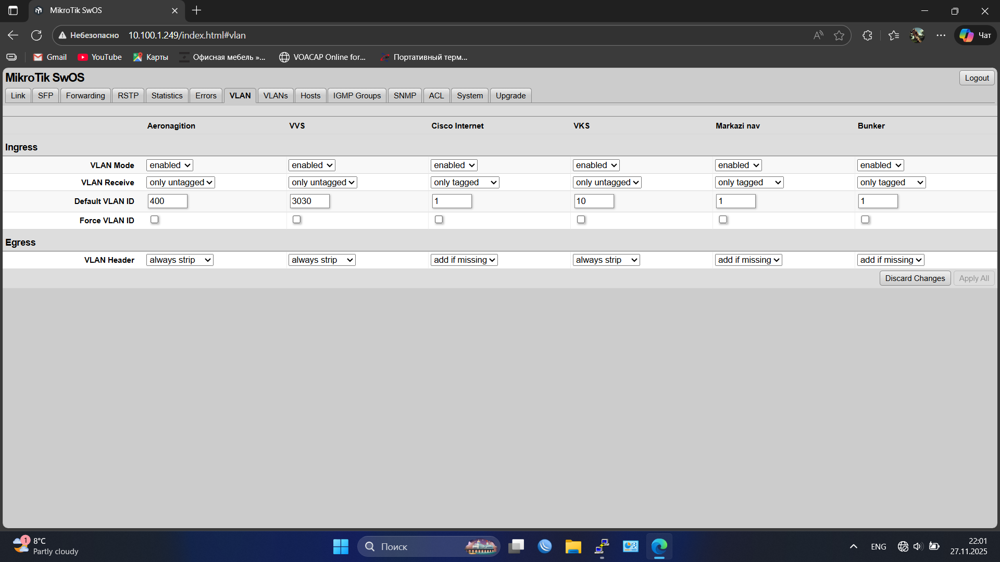 MikroTik SwOS
Небезопасно 10.100.1.249/index.html#vlan
Чат
Gmail YouTube Карты Офисная мебель »... VOACAP Online for... Портативный терм...
MikroTik SwOS
Logout
Link SFP Forwarding RSTP Statistics Errors VLAN VLANs Hosts IGMP Groups SNMP ACL System Upgrade
Aeronagition VVS Cisco Internet VKS Markazi nav Bunker
Ingress
VLAN Mode enabled enabled enabled enabled enabled enabled
VLAN Receive only untagged only untagged only tagged only untagged only tagged only tagged
Default VLAN ID 400 3030 1 10 1 1
Force VLAN ID
Egress
VLAN Header always strip always strip add if missing always strip add if missing add if missing
Discard Changes Apply All
1
8°C
Partly cloudy
Поиск
ENG
22:01
27.11.2025